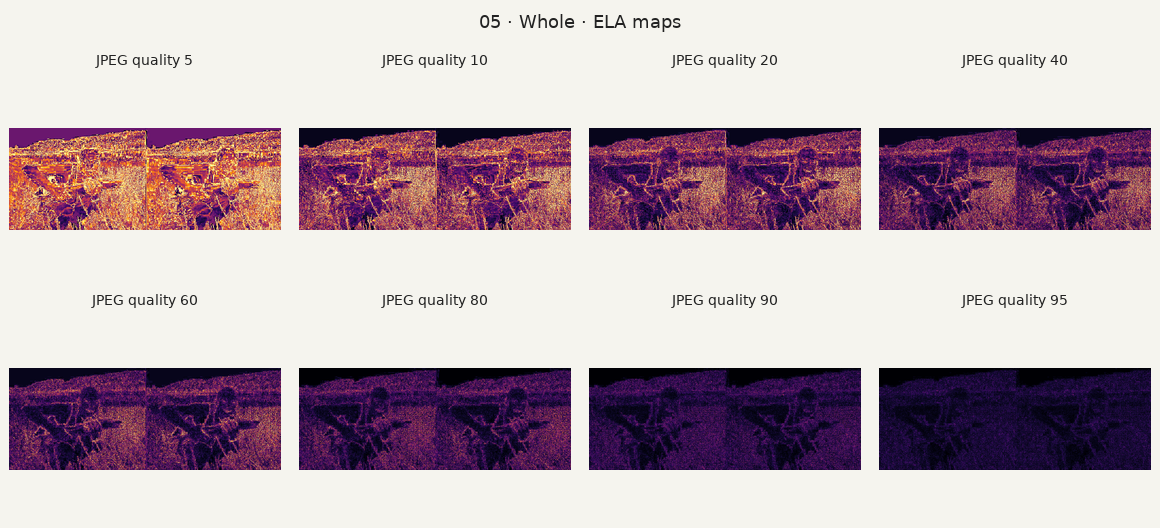 05 · Whole · ELA maps
JPEG quality 5
JPEG quality 10
JPEG quality 20
JPEG quality 40
JPEG quality 60
JPEG quality 80
JPEG quality 90
JPEG quality 95